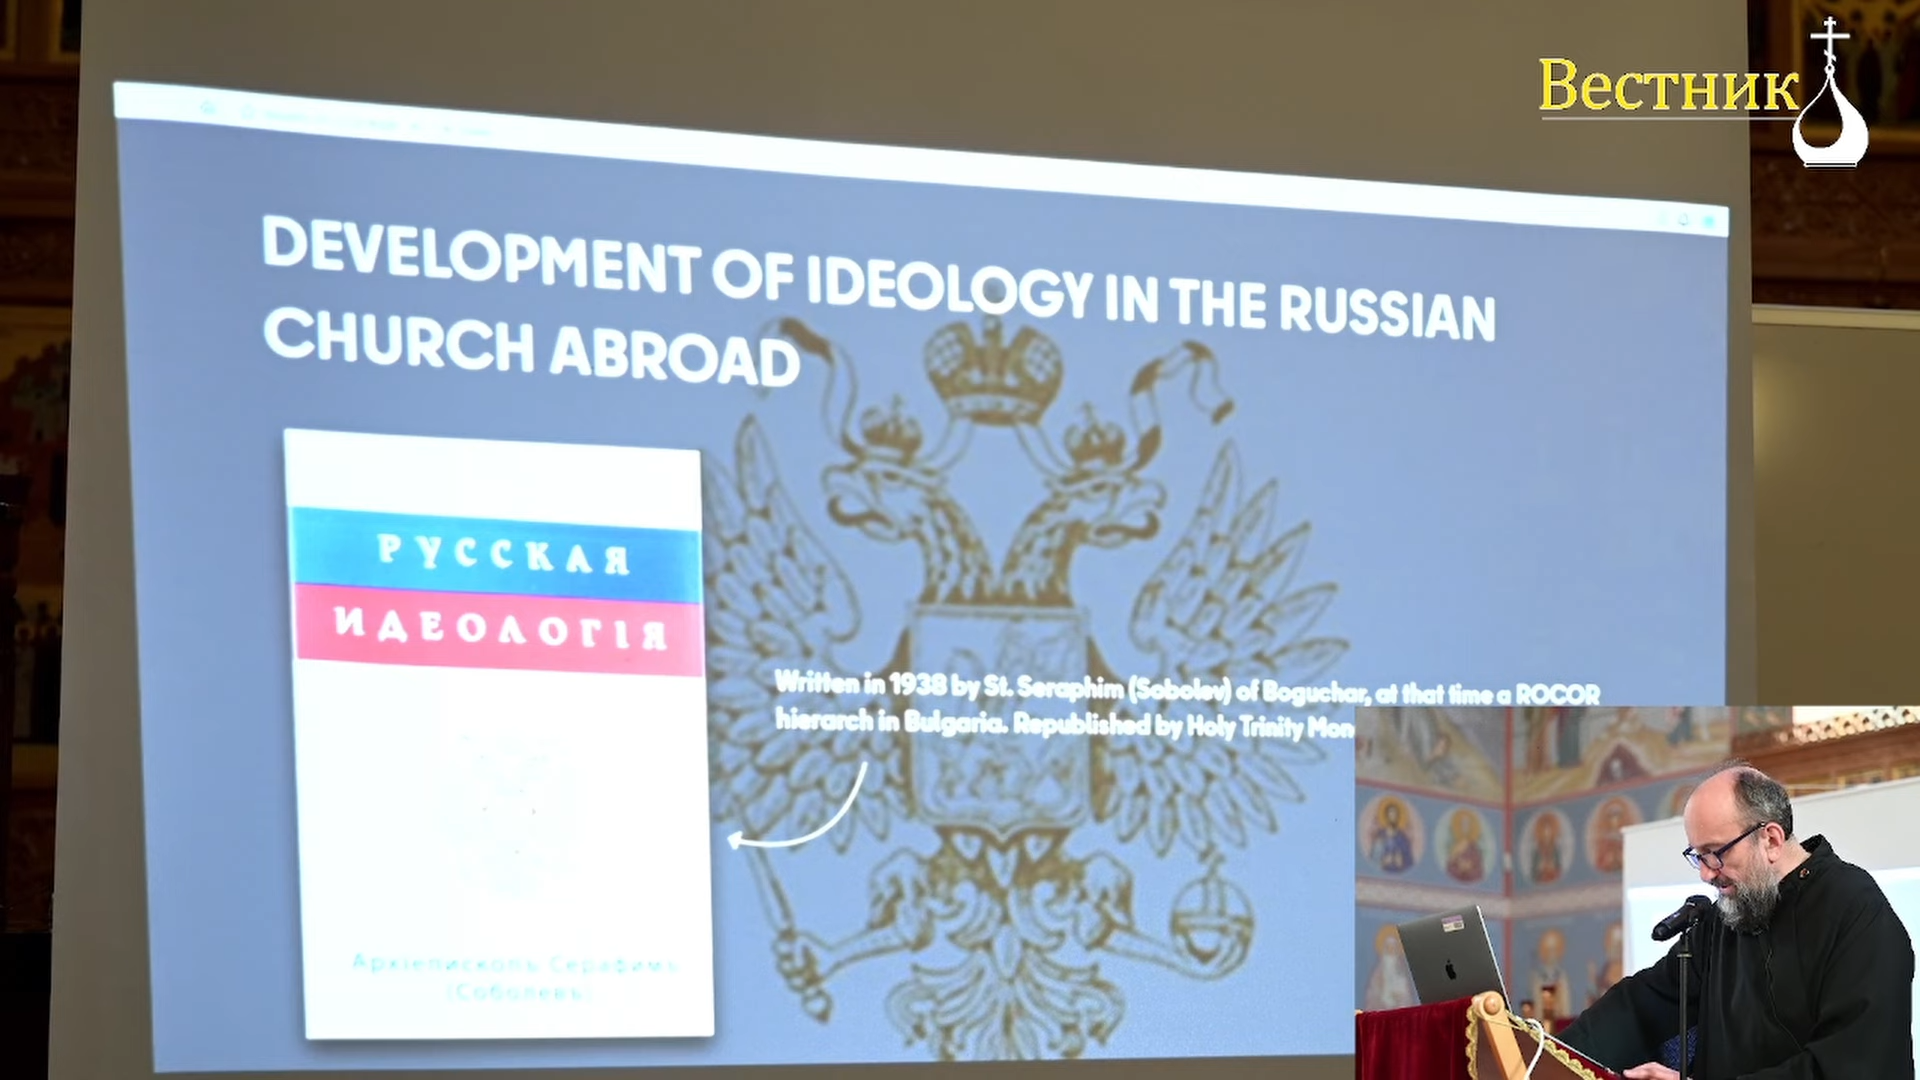 Вестник
DEVELOPMENT OF IDEOLOGY IN THE RUSSIAN
CHURCH ABROAD
РУССКАЯ
ИДЕОЛОГІЯ
Written in 1938 by St. Seraphim (Sobolev) of Boguchar, at that time a ROCOR
hierarch in Bulgaria. Republished by Holy Trinity Mon
Архіепископъ Серафимъ
(Соболевъ)